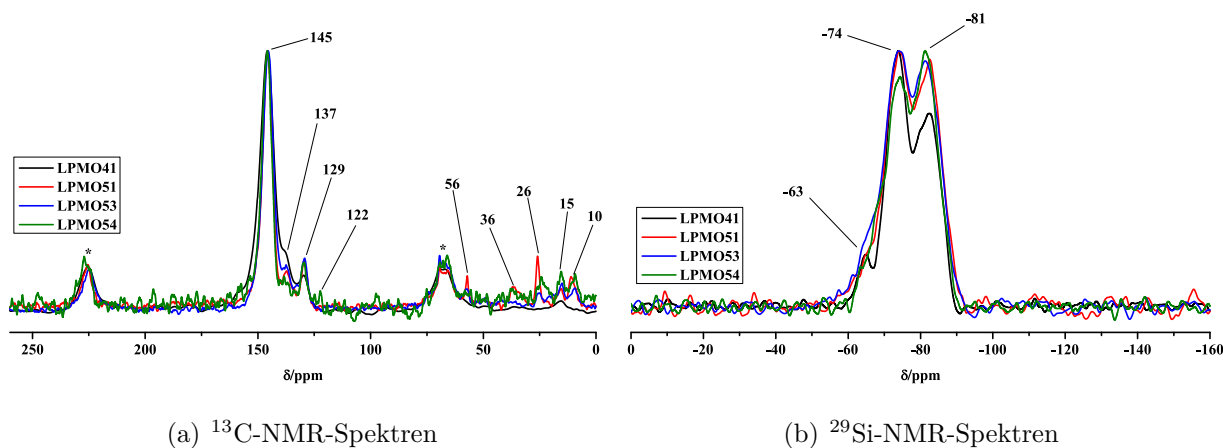 145
137
129
122
56
36
26
15
10
*
*
LPMO41
LPMO51
LPMO53
LPMO54
250 200 150 100 50 0
δ/ppm
(a) ¹³C-NMR-Spektren
-74
-81
-63
LPMO41
LPMO51
LPMO53
LPMO54
0 -20 -40 -60 -80 -100 -120 -140 -160
δ/ppm
(b) ²⁹Si-NMR-Spektren